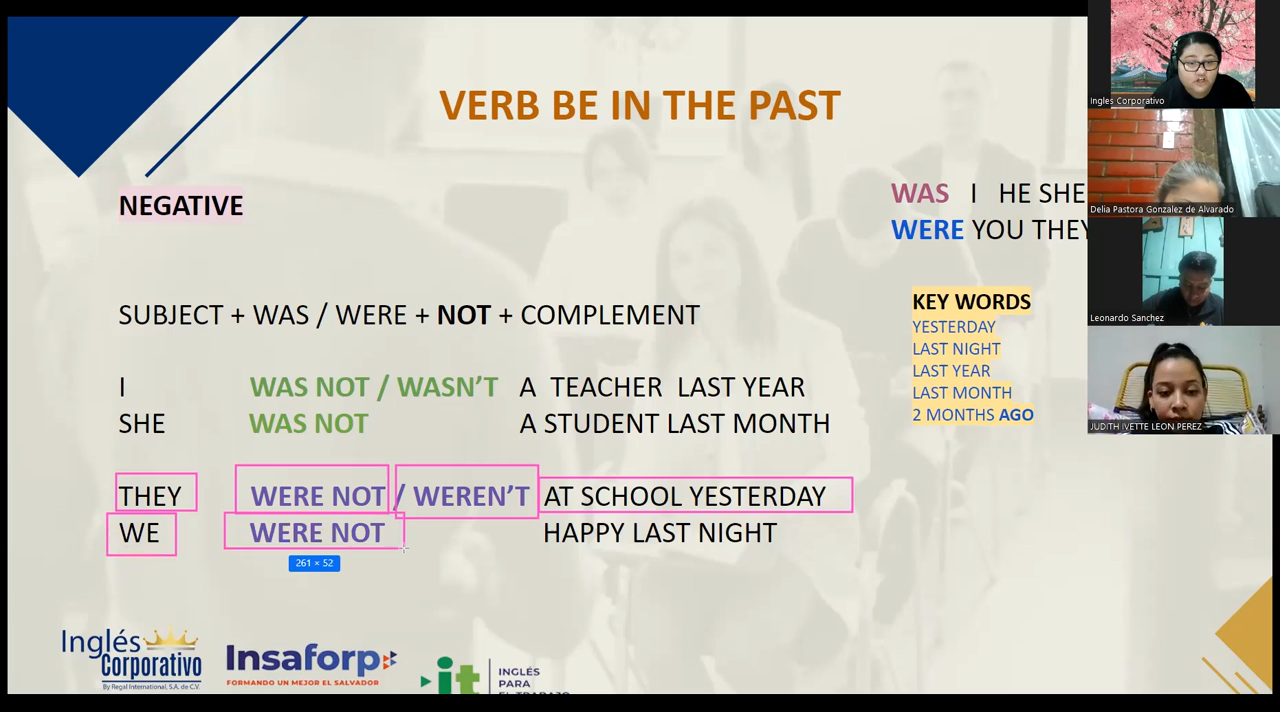 VERB BE IN THE PAST
NEGATIVE
WAS I HE SHE
WERE YOU THEY
SUBJECT + WAS / WERE + NOT + COMPLEMENT
KEY WORDS
YESTERDAY
LAST NIGHT
LAST YEAR
LAST MONTH
2 MONTHS AGO
I WAS NOT / WASN'T A TEACHER LAST YEAR
SHE WAS NOT A STUDENT LAST MONTH
THEY WERE NOT / WEREN'T AT SCHOOL YESTERDAY
WE WERE NOT HAPPY LAST NIGHT
261 × 52
Inglés
Corporativo
By Regal International, S.A. de C.V.
Insaforp
FORMANDO UN MEJOR EL SALVADOR
it
INGLÉS
PARA
EL TRABAJO
Ingles Corporativo
Delia Pastora Gonzalez de Alvarado
Leonardo Sanchez
JUDITH IVETTE LEON PEREZ